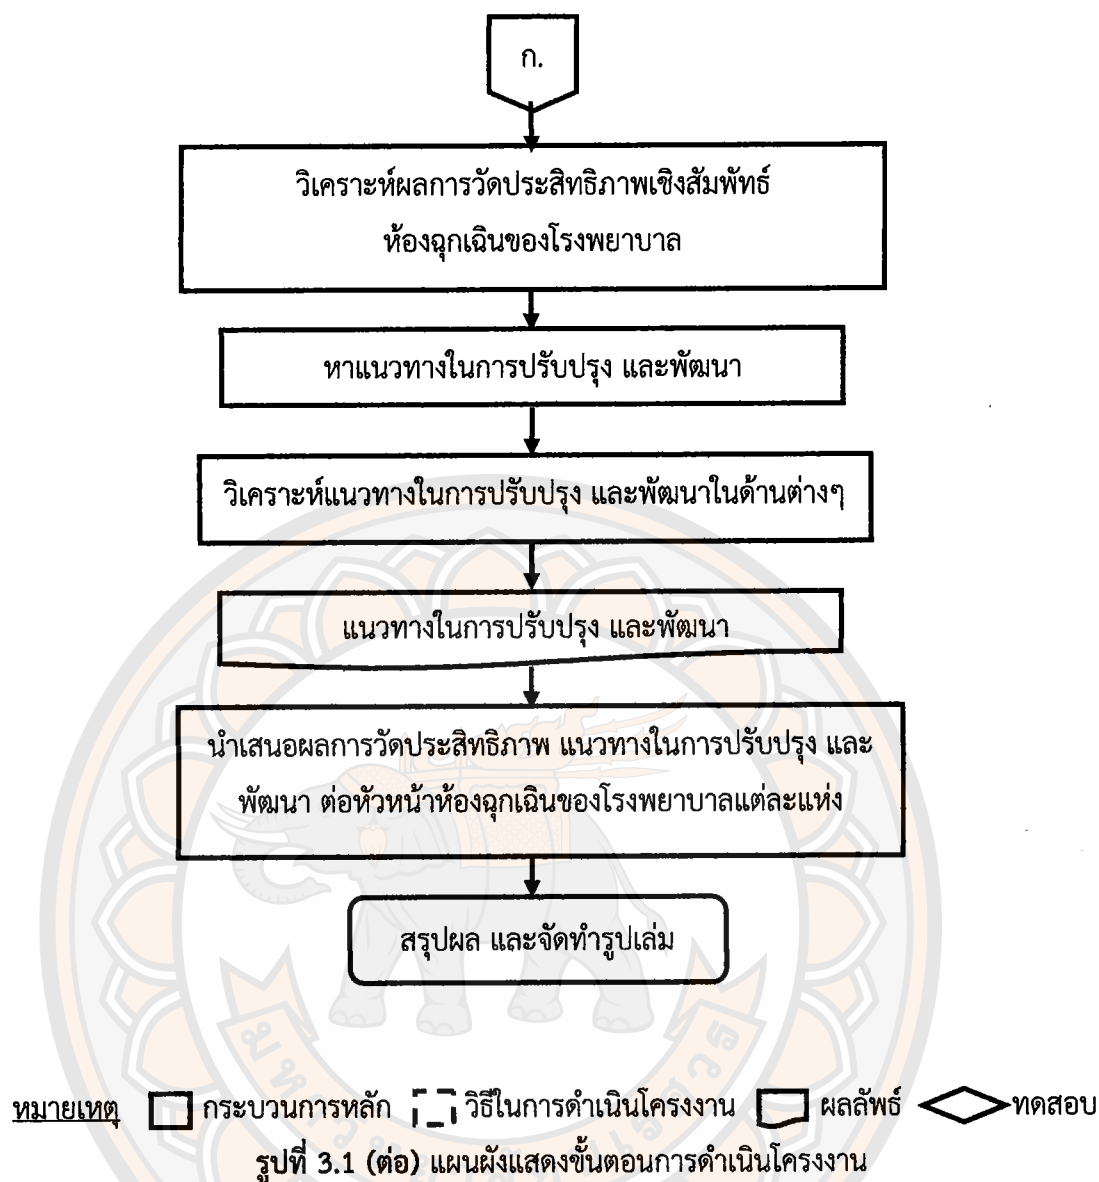 ก.
วิเคราะห์ผลการวัดประสิทธิภาพเชิงสัมพัทธ์
ห้องฉุกเฉินของโรงพยาบาล
หาแนวทางในการปรับปรุง และพัฒนา
วิเคราะห์แนวทางในการปรับปรุง และพัฒนาในด้านต่างๆ
แนวทางในการปรับปรุง และพัฒนา
นำเสนอผลการวัดประสิทธิภาพ แนวทางในการปรับปรุง และ
พัฒนา ต่อหัวหน้าห้องฉุกเฉินของโรงพยาบาลแต่ละแห่ง
สรุปผล และจัดทำรูปเล่ม
หมายเหตุ กระบวนการหลัก วิธีในการดำเนินโครงงาน ผลลัพธ์ ทดสอบ
รูปที่ 3.1 (ต่อ) แผนผังแสดงขั้นตอนการดำเนินโครงงาน